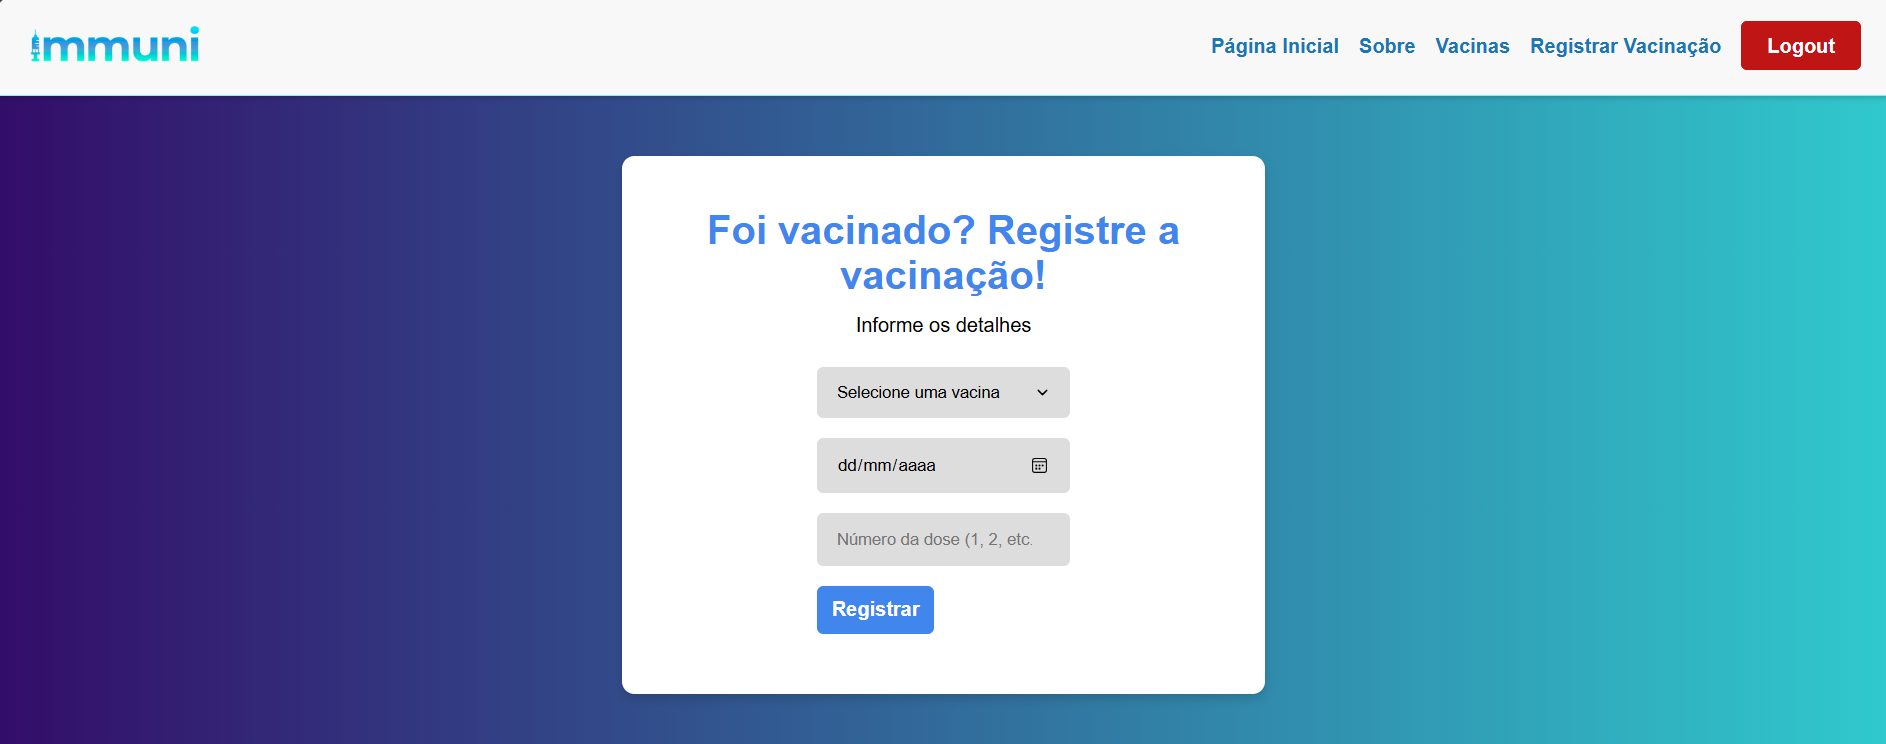 immuni
Página Inicial Sobre Vacinas Registrar Vacinação Logout
Foi vacinado? Registre a
vacinação!
Informe os detalhes
Selecione uma vacina
dd/mm/aaaa
Número da dose (1, 2, etc.
Registrar